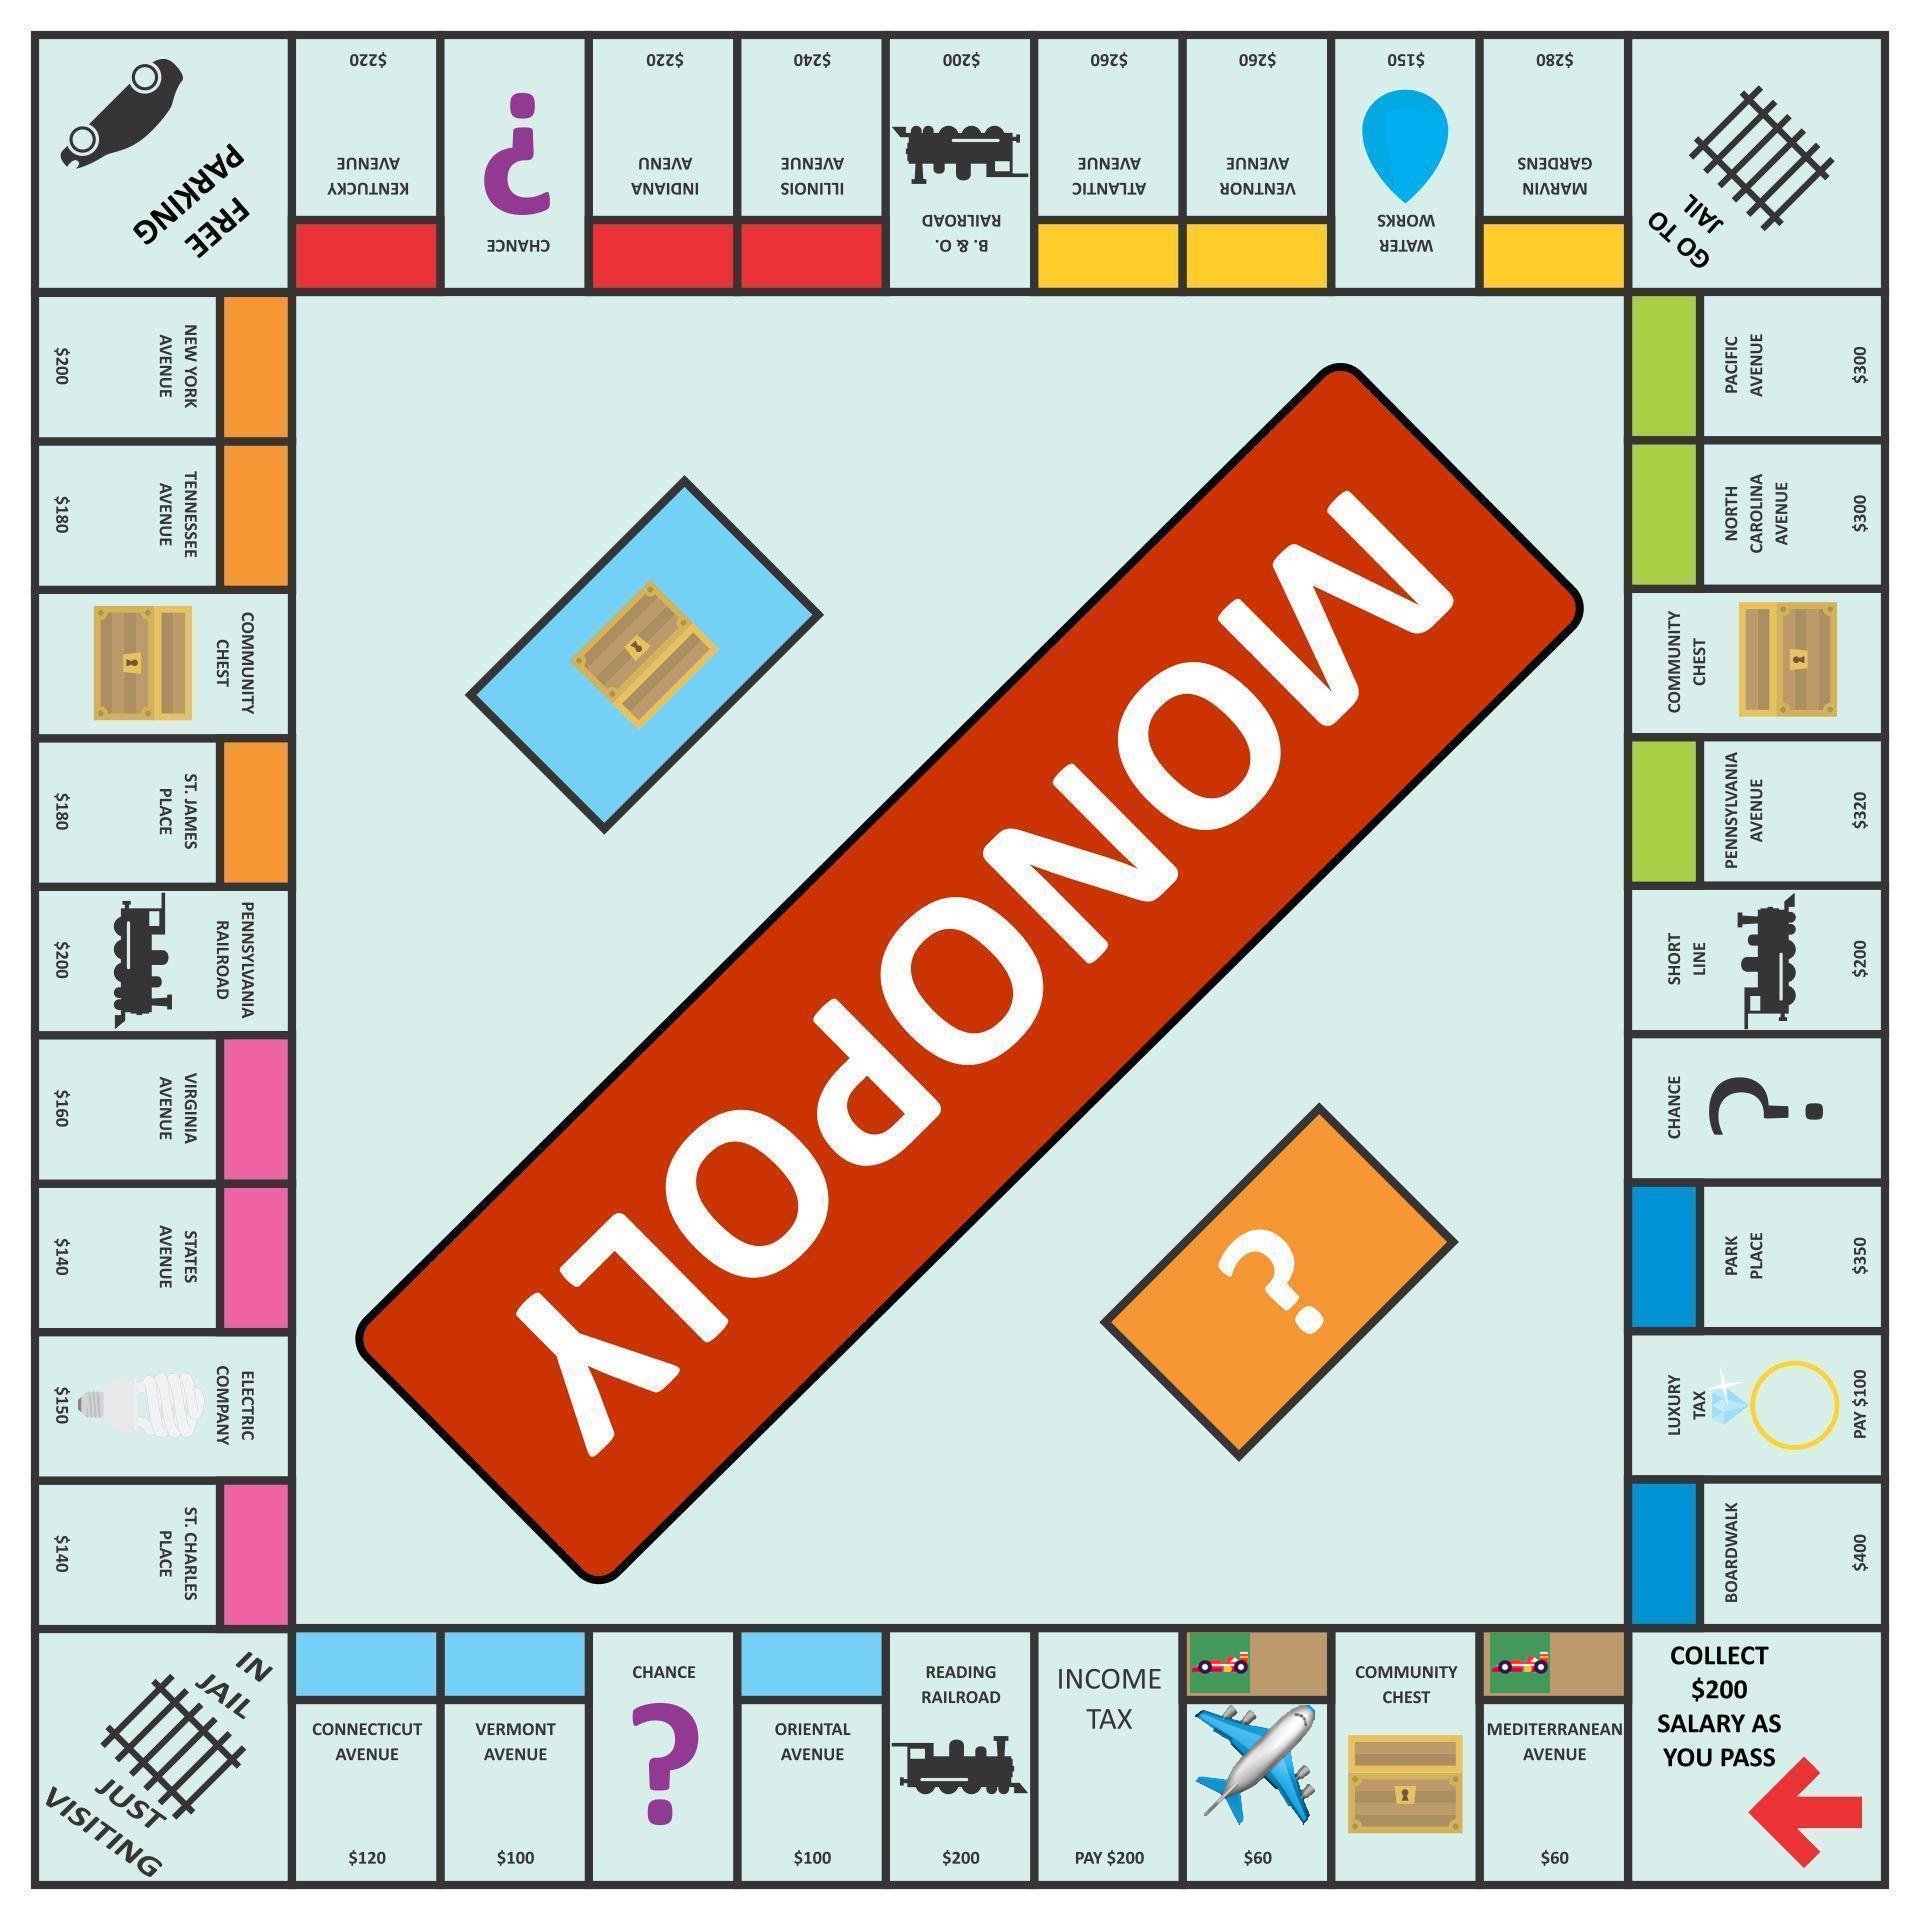 COLLECT
$200
SALARY AS
YOU PASS
MEDITERRANEAN
AVENUE
$60
COMMUNITY
CHEST
$60
INCOME
TAX
PAY $200
READING
RAILROAD
$200
ORIENTAL
AVENUE
$100
CHANCE
?
VERMONT
AVENUE
$100
CONNECTICUT
AVENUE
$120
IN
JAIL
JUST
VISITING
ST. CHARLES
PLACE
$140
ELECTRIC
COMPANY
$150
STATES
AVENUE
$140
VIRGINIA
AVENUE
$160
PENNSYLVANIA
RAILROAD
$200
ST. JAMES
PLACE
$180
COMMUNITY
CHEST
TENNESSEE
AVENUE
$180
NEW YORK
AVENUE
$200
FREE
PARKING
KENTUCKY
AVENUE
$220
CHANCE
?
INDIANA
AVENU
$220
ILLINOIS
AVENUE
$240
B. & O.
RAILROAD
$200
ATLANTIC
AVENUE
$260
VENTNOR
AVENUE
$260
WATER
WORKS
$150
MARVIN
GARDENS
$280
GO TO
JAIL
PACIFIC
AVENUE
$300
NORTH
CAROLINA
AVENUE
$300
COMMUNITY
CHEST
PENNSYLVANIA
AVENUE
$320
SHORT
LINE
$200
CHANCE
?
PARK
PLACE
$350
LUXURY
TAX
PAY $100
BOARDWALK
$400
MONOPOLY
?